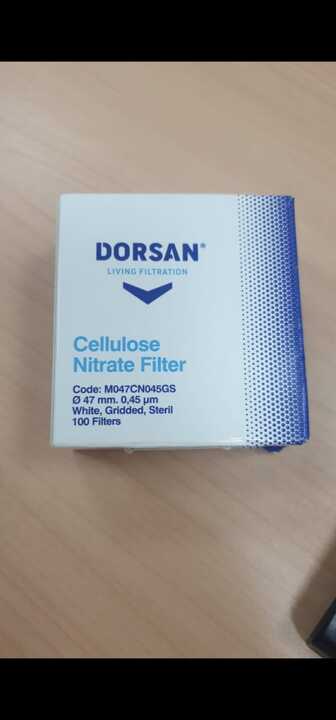 DORSAN®
LIVING FILTRATION
Cellulose
Nitrate Filter
Code: M047CN045GS
Ø 47 mm. 0,45 µm
White, Gridded, Steril
100 Filters